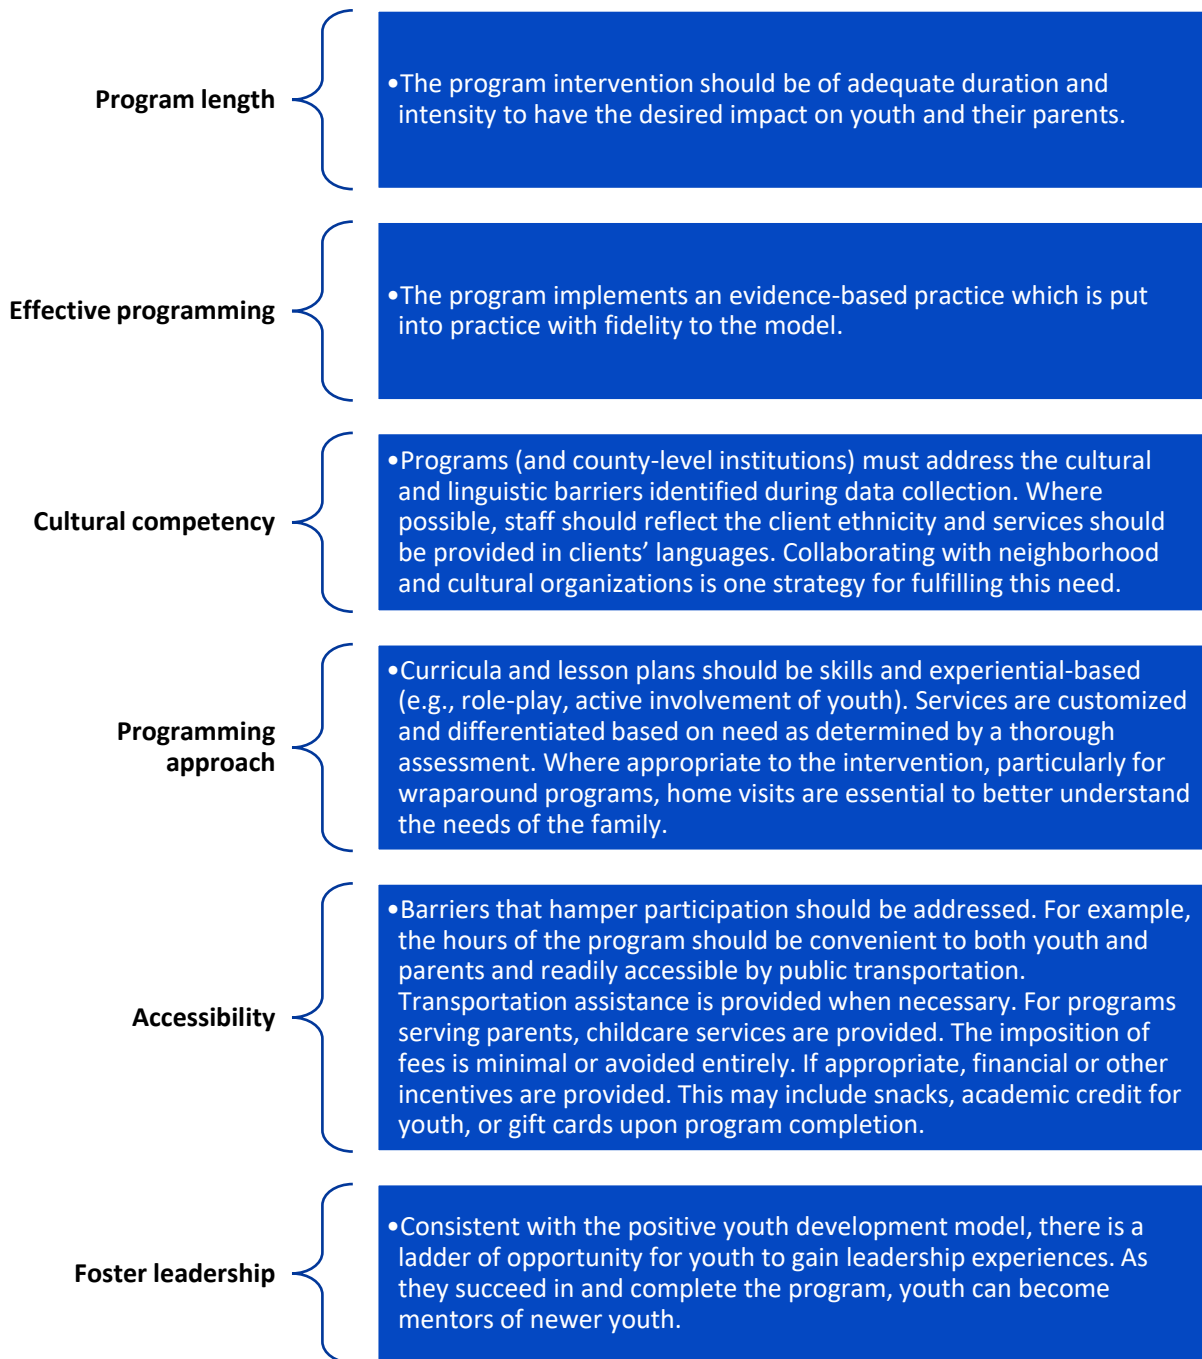 Program length
•The program intervention should be of adequate duration and
intensity to have the desired impact on youth and their parents.
Effective programming
•The program implements an evidence-based practice which is put
into practice with fidelity to the model.
Cultural competency
•Programs (and county-level institutions) must address the cultural
and linguistic barriers identified during data collection. Where
possible, staff should reflect the client ethnicity and services should
be provided in clients’ languages. Collaborating with neighborhood
and cultural organizations is one strategy for fulfilling this need.
Programming
approach
•Curricula and lesson plans should be skills and experiential-based
(e.g., role-play, active involvement of youth). Services are customized
and differentiated based on need as determined by a thorough
assessment. Where appropriate to the intervention, particularly for
wraparound programs, home visits are essential to better understand
the needs of the family.
Accessibility
•Barriers that hamper participation should be addressed. For example,
the hours of the program should be convenient to both youth and
parents and readily accessible by public transportation.
Transportation assistance is provided when necessary. For programs
serving parents, childcare services are provided. The imposition of
fees is minimal or avoided entirely. If appropriate, financial or other
incentives are provided. This may include snacks, academic credit for
youth, or gift cards upon program completion.
Foster leadership
•Consistent with the positive youth development model, there is a
ladder of opportunity for youth to gain leadership experiences. As
they succeed in and complete the program, youth can become
mentors of newer youth.